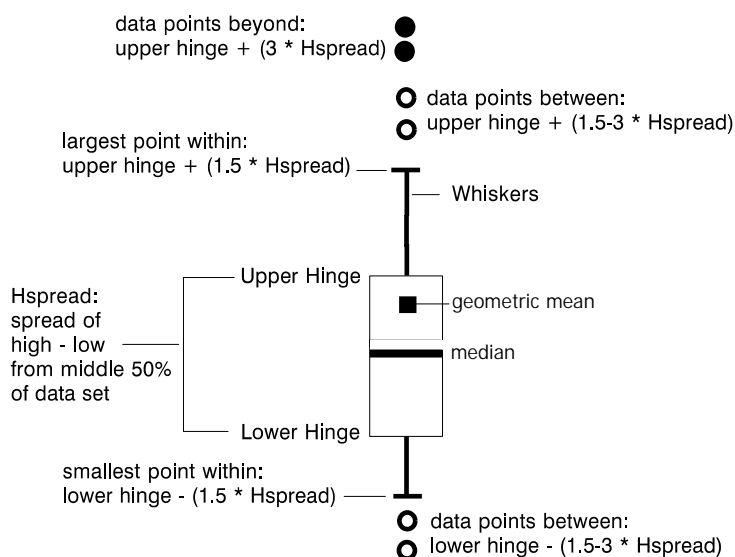 data points beyond:
upper hinge + (3 * Hspread)
data points between:
upper hinge + (1.5-3 * Hspread)
largest point within:
upper hinge + (1.5 * Hspread)
Whiskers
Upper Hinge
Hspread:
spread of
high - low
from middle 50%
of data set
geometric mean
median
Lower Hinge
smallest point within:
lower hinge - (1.5 * Hspread)
data points between:
lower hinge - (1.5-3 * Hspread)